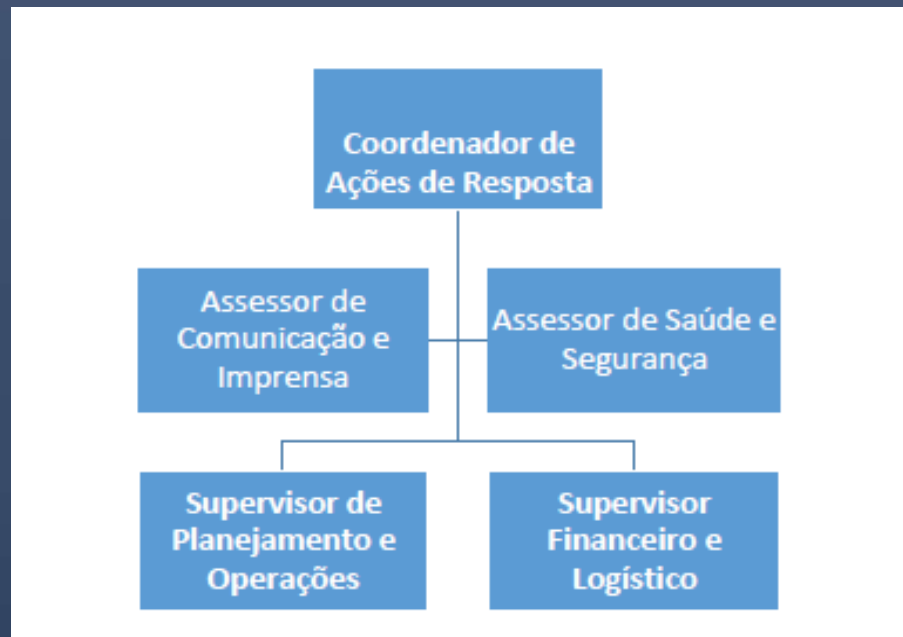 Coordenador de
Ações de Resposta
Assessor de
Comunicação e
Imprensa
Assessor de Saúde e
Segurança
Supervisor de
Planejamento e
Operações
Supervisor
Financeiro e
Logístico